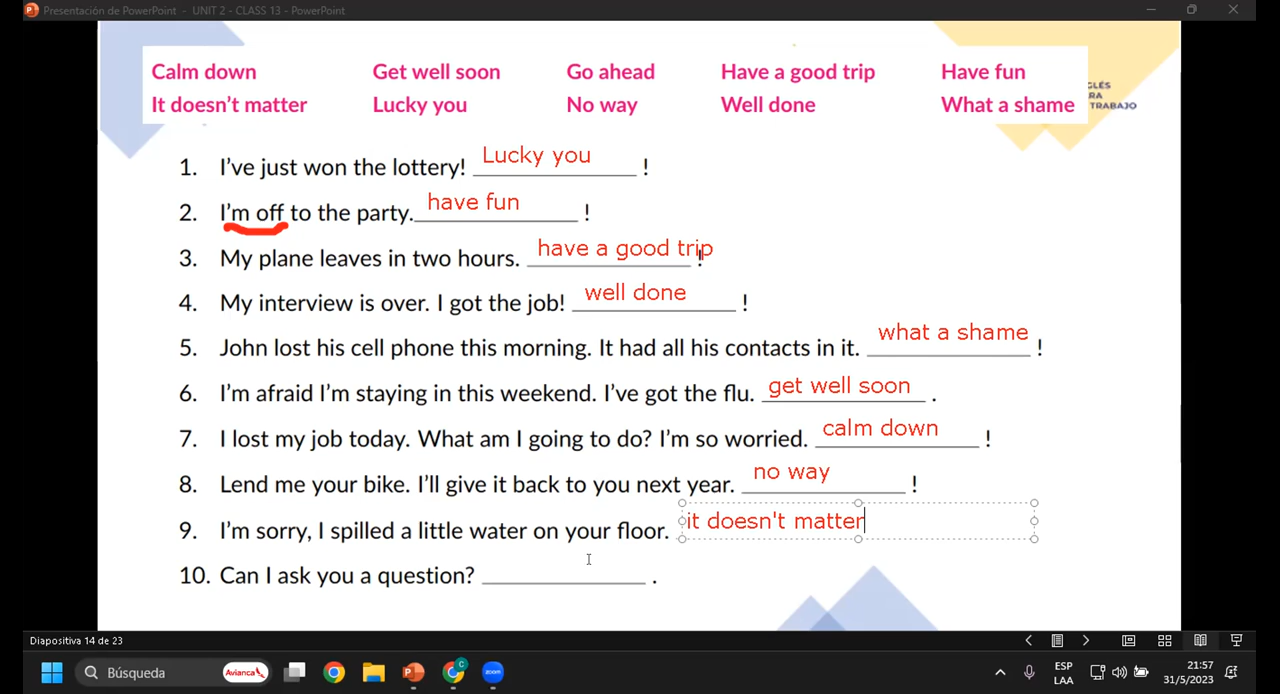 Presentación de PowerPoint - UNIT 2 - CLASS 13 - PowerPoint
Calm down Get well soon Go ahead Have a good trip Have fun
It doesn't matter Lucky you No way Well done What a shame
TRABAJO
1. I've just won the lottery! Lucky you !
2. I'm off to the party. have fun !
3. My plane leaves in two hours. have a good trip !
4. My interview is over. I got the job! well done !
5. John lost his cell phone this morning. It had all his contacts in it. what a shame !
6. I'm afraid I'm staying in this weekend. I've got the flu. get well soon .
7. I lost my job today. What am I going to do? I'm so worried. calm down !
8. Lend me your bike. I'll give it back to you next year. no way !
9. I'm sorry, I spilled a little water on your floor. it doesn't matter
10. Can I ask you a question? .
Diapositiva 14 de 23
Búsqueda Avianca zoom ESP LAA 21:57 31/5/2023